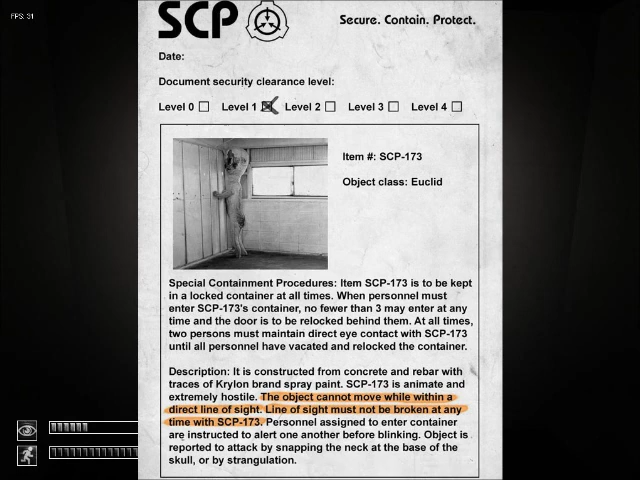 FPS: 31
SCP
Secure. Contain. Protect.
Date:
Document security clearance level:
Level 0 Level 1 Level 2 Level 3 Level 4
Item #: SCP-173
Object class: Euclid
Special Containment Procedures: Item SCP-173 is to be kept
in a locked container at all times. When personnel must
enter SCP-173's container, no fewer than 3 may enter at any
time and the door is to be relocked behind them. At all times,
two persons must maintain direct eye contact with SCP-173
until all personnel have vacated and relocked the container.
Description: It is constructed from concrete and rebar with
traces of Krylon brand spray paint. SCP-173 is animate and
extremely hostile. The object cannot move while within a
direct line of sight. Line of sight must not be broken at any
time with SCP-173. Personnel assigned to enter container
are instructed to alert one another before blinking. Object is
reported to attack by snapping the neck at the base of the
skull, or by strangulation.